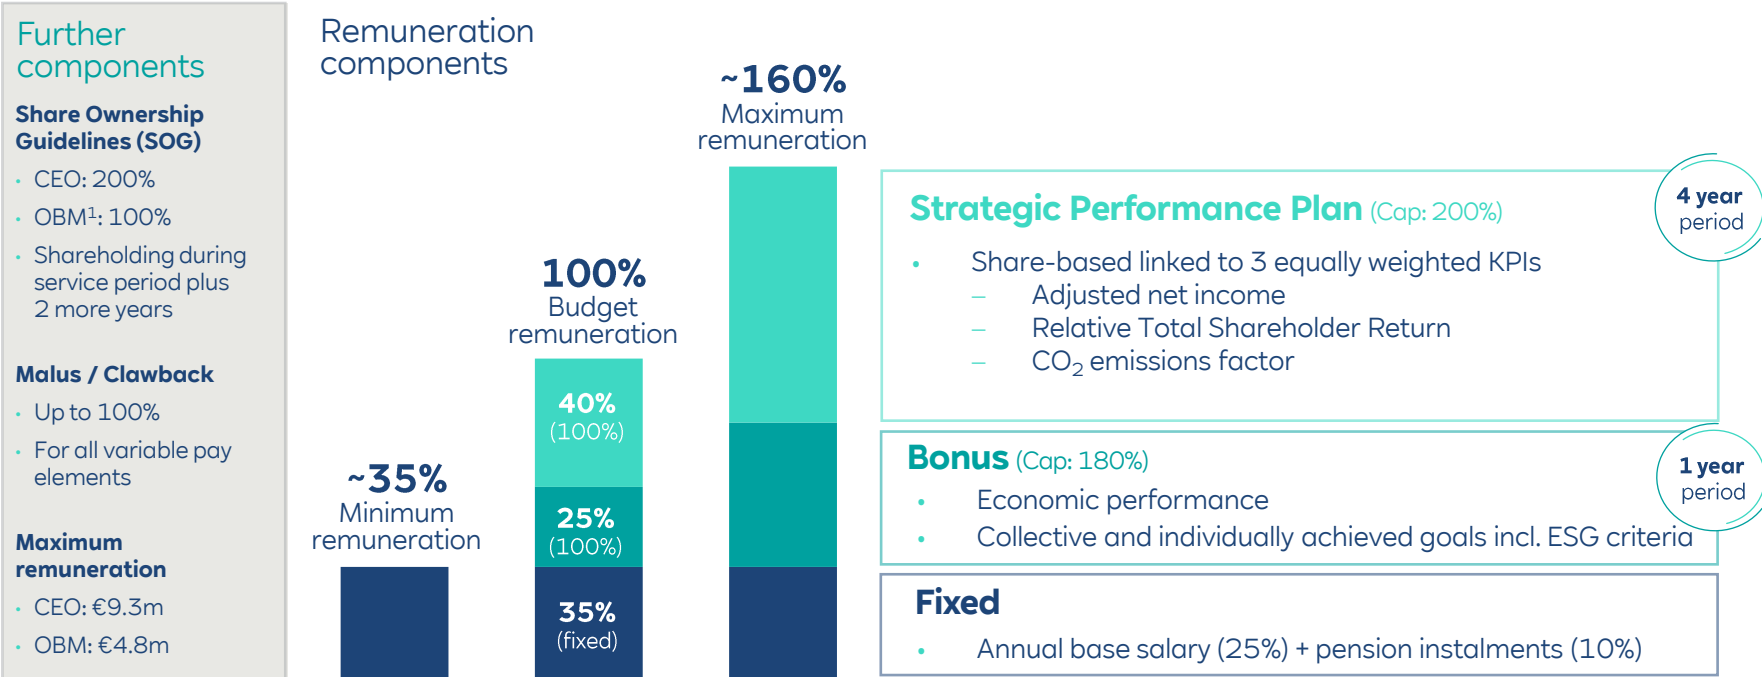 Further
components
Share Ownership
Guidelines (SOG)
· CEO: 200%
· OBM¹: 100%
· Shareholding during
service period plus
2 more years
Malus / Clawback
· Up to 100%
· For all variable pay
elements
Maximum
remuneration
· CEO: €9.3m
· OBM: €4.8m
Remuneration
components
~35%
Minimum
remuneration
100%
Budget
remuneration
40%
(100%)
25%
(100%)
35%
(fixed)
~160%
Maximum
remuneration
Strategic Performance Plan (Cap: 200%)
4 year
period
• Share-based linked to 3 equally weighted KPIs
– Adjusted net income
– Relative Total Shareholder Return
– CO₂ emissions factor
Bonus (Cap: 180%)
1 year
period
• Economic performance
• Collective and individually achieved goals incl. ESG criteria
Fixed
• Annual base salary (25%) + pension instalments (10%)